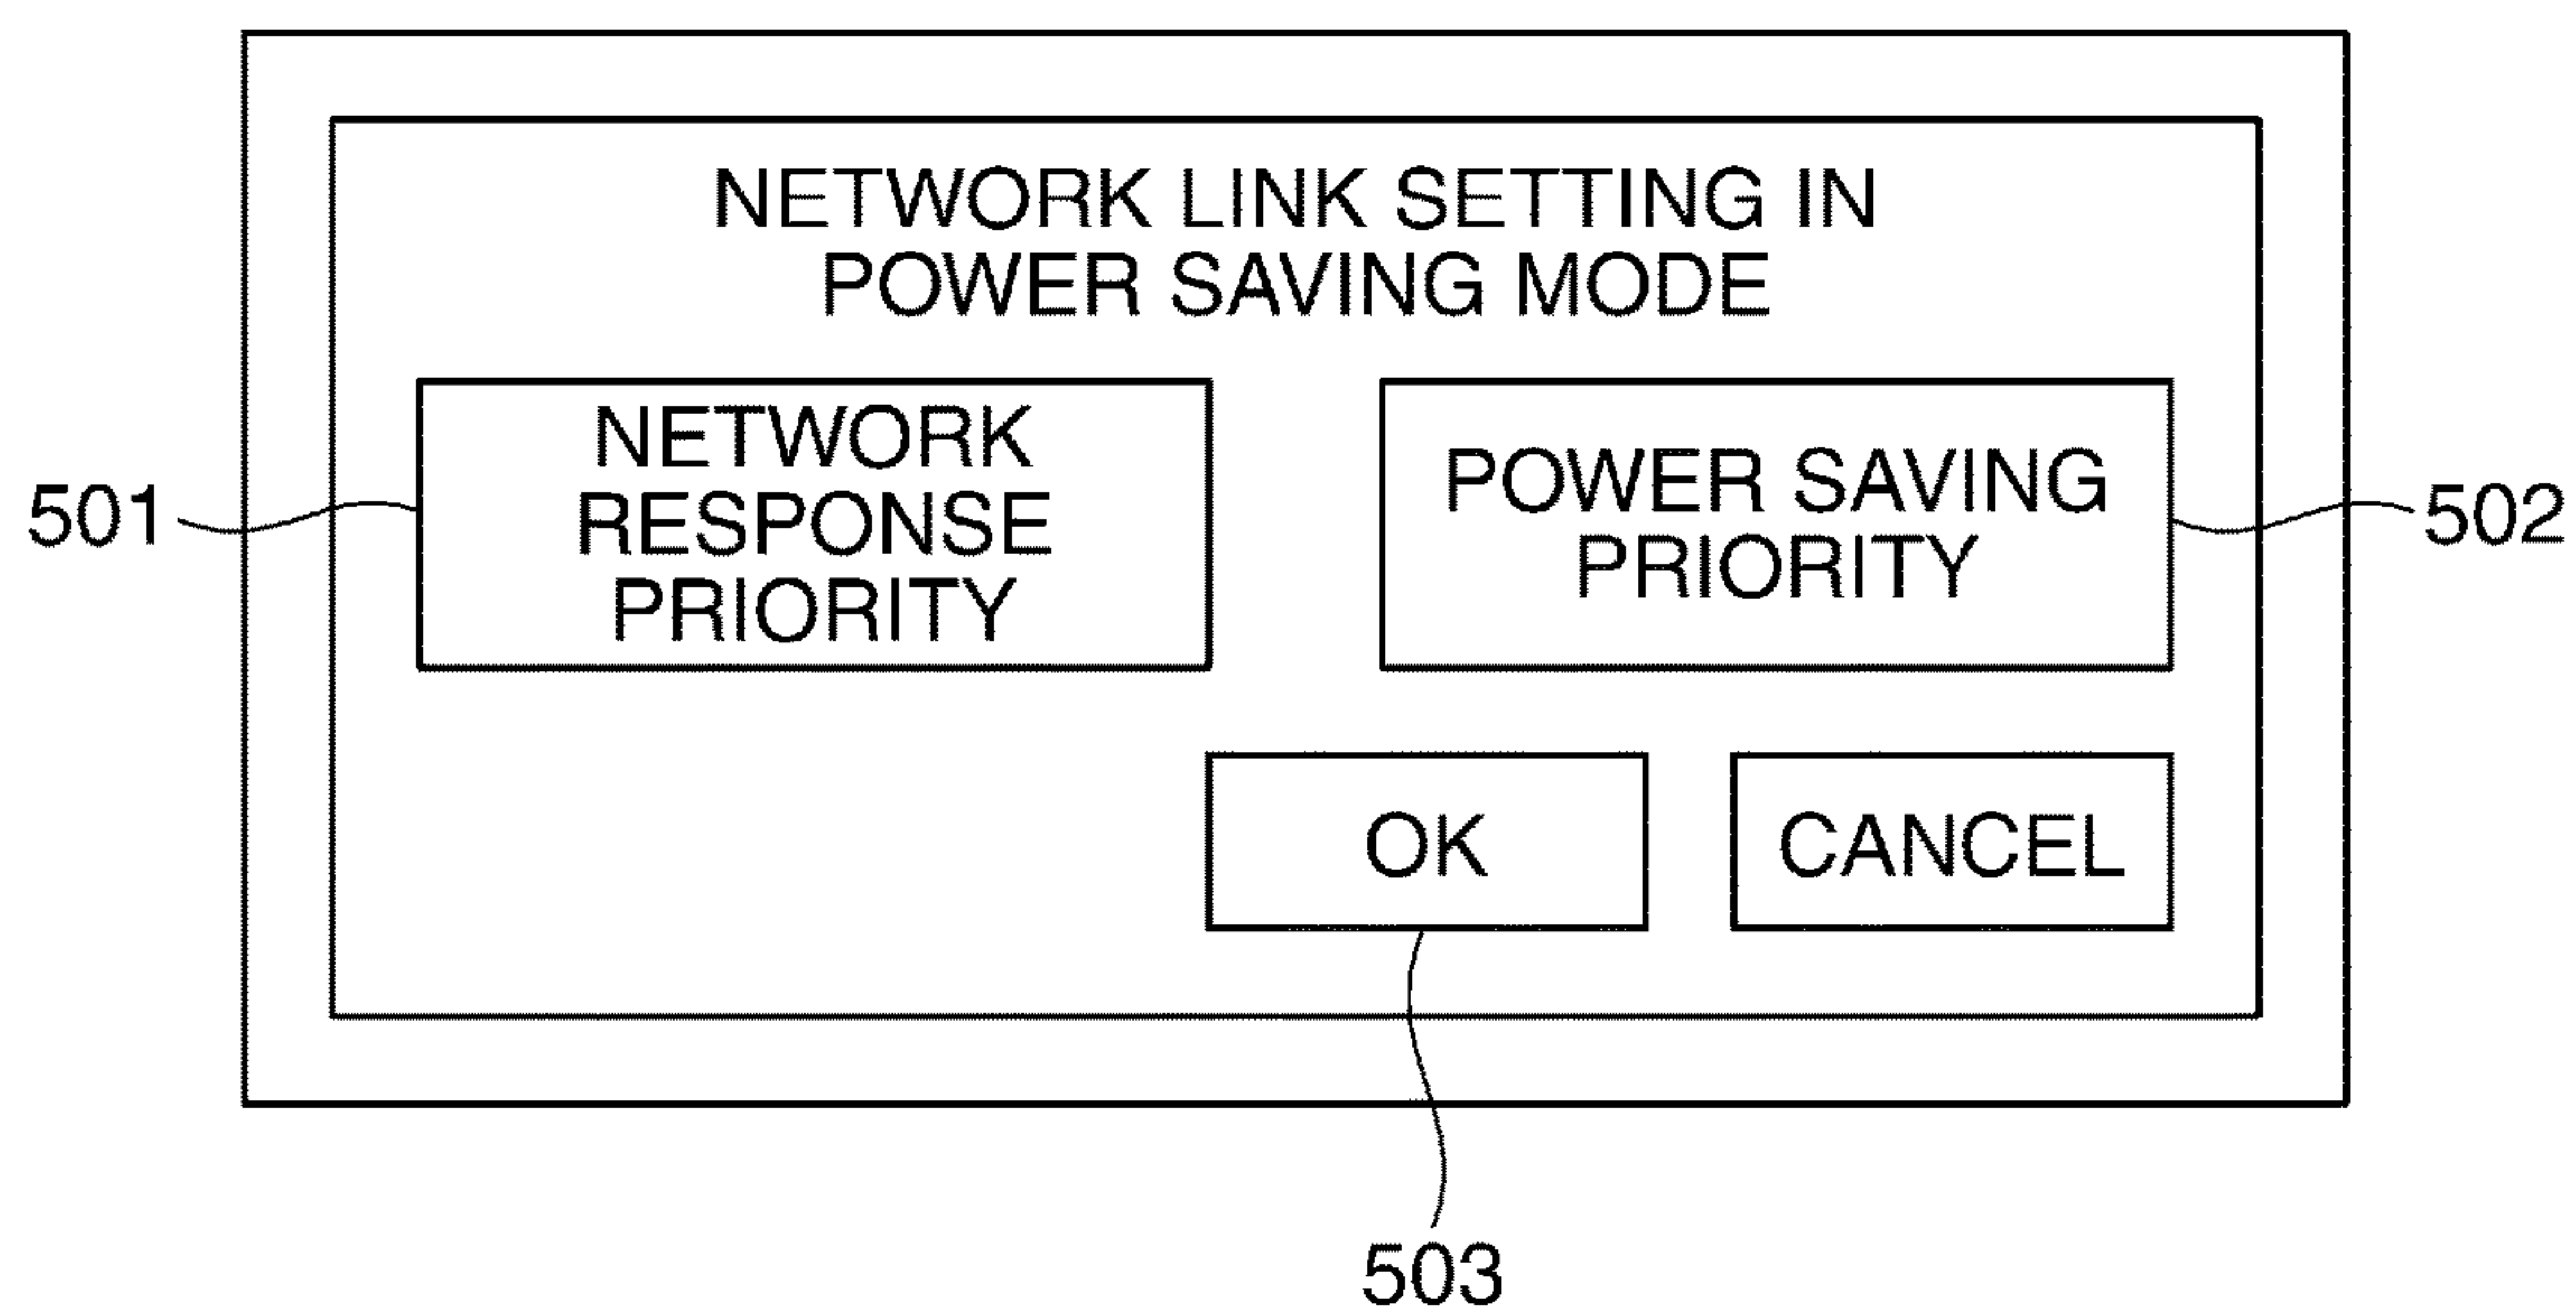 NETWORK LINK SETTING IN
POWER SAVING MODE
NETWORK
RESPONSE
PRIORITY
POWER SAVING
PRIORITY
501
502
OK
CANCEL
503